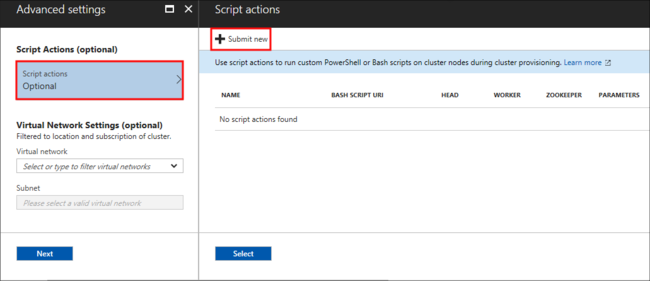 Advanced settings
Script Actions (optional)
Script actions
Optional
Virtual Network Settings (optional)
Filtered to location and subscription of cluster.
Virtual network
Select or type to filter virtual networks
Subnet
Please select a valid virtual network
Next
Script actions
Submit new
Use script actions to run custom PowerShell or Bash scripts on cluster nodes during cluster provisioning. Learn more
NAME BASH SCRIPT URI HEAD WORKER ZOOKEEPER PARAMETERS
No script actions found
Select